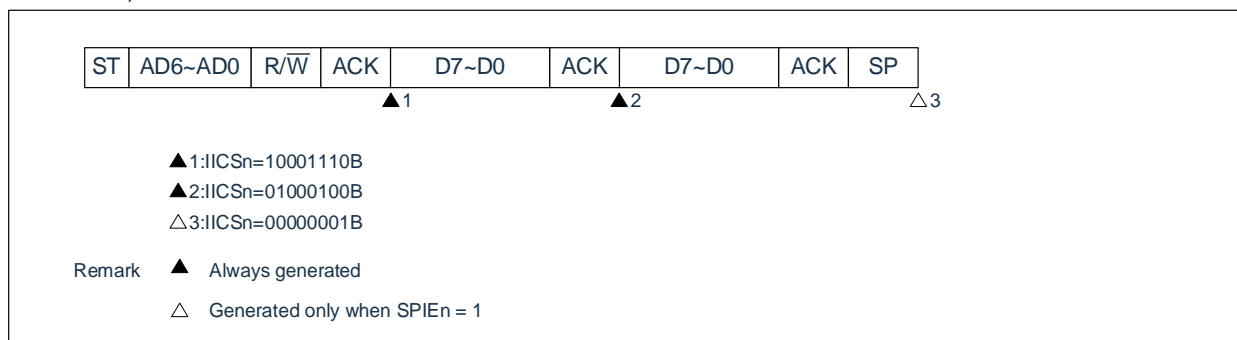 ST AD6~AD0 R/W̅ ACK D7~D0 ACK D7~D0 ACK SP
▲1 ▲2 △3
▲1:IICSn=10001110B
▲2:IICSn=01000100B
△3:IICSn=00000001B
Remark ▲ Always generated
△ Generated only when SPIEn = 1